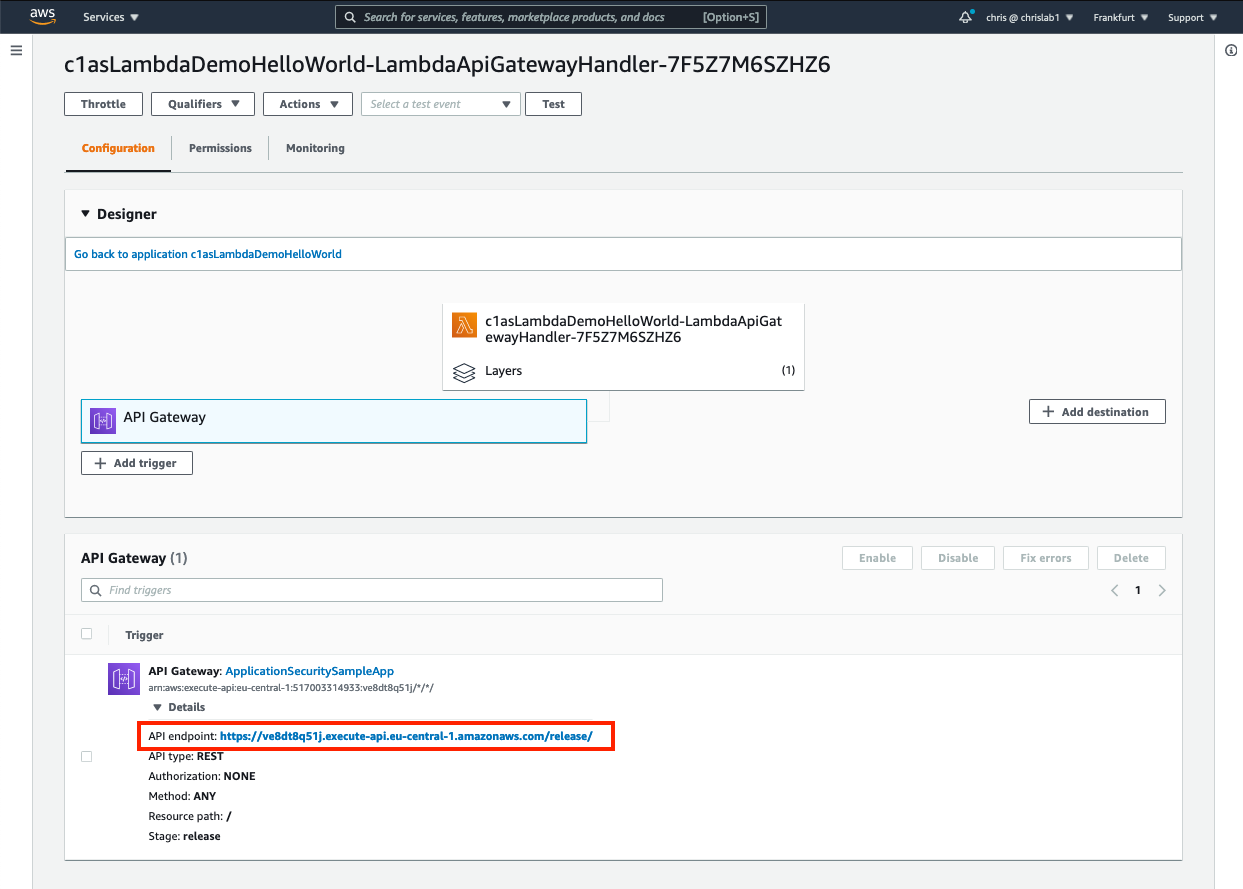 aws
Services
Search for services, features, marketplace products, and docs [Option+S]
chris @ chrislab1
Frankfurt
Support
c1asLambdaDemoHelloWorld-LambdaApiGatewayHandler-7F5Z7M6SZHZ6
Throttle
Qualifiers
Actions
Select a test event
Test
Configuration
Permissions
Monitoring
Designer
Go back to application c1asLambdaDemoHelloWorld
c1asLambdaDemoHelloWorld-LambdaApiGat
ewayHandler-7F5Z7M6SZHZ6
Layers (1)
API Gateway
Add destination
Add trigger
API Gateway (1)
Enable
Disable
Fix errors
Delete
Find triggers
1
Trigger
API Gateway: ApplicationSecuritySampleApp
arn:aws:execute-api:eu-central-1:517003314933:ve8dt8q51j/*/*/
Details
API endpoint: https://ve8dt8q51j.execute-api.eu-central-1.amazonaws.com/release/
API type: REST
Authorization: NONE
Method: ANY
Resource path: /
Stage: release